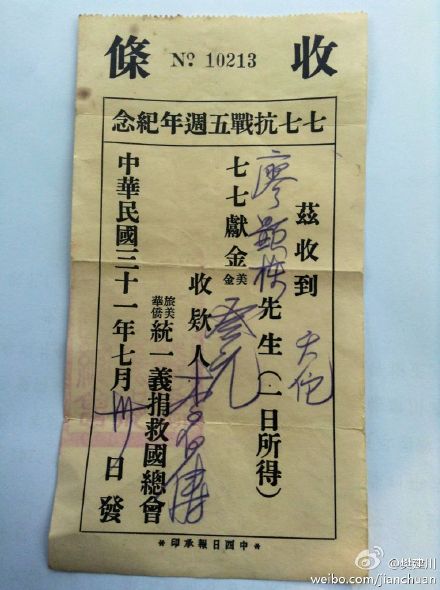 收條
Nº 10213
七七抗戰五週年紀念
茲收到
廖先生（一日所得）
七七獻金美金元
收欵人
旅美華僑統一義捐救國總會
中華民國三十一年七月卅日發
*中西日報承印*
@樊建川
weibo.com/jianchuan